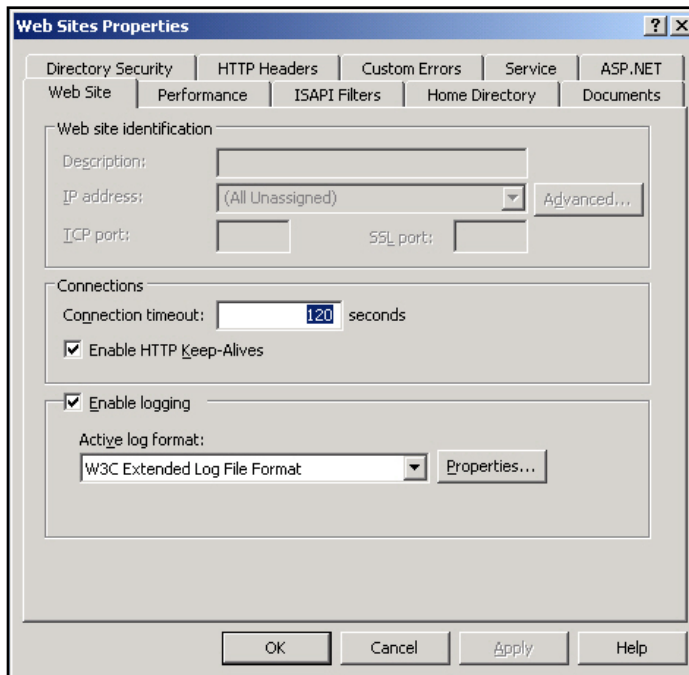 Web Sites Properties
Directory Security HTTP Headers Custom Errors Service ASP.NET
Web Site Performance ISAPI Filters Home Directory Documents
Web site identification
Description:
IP address: (All Unassigned) Advanced...
TCP port: SSL port:
Connections
Connection timeout: 120 seconds
Enable HTTP Keep-Alives
Enable logging
Active log format:
W3C Extended Log File Format Properties...
OK Cancel Apply Help